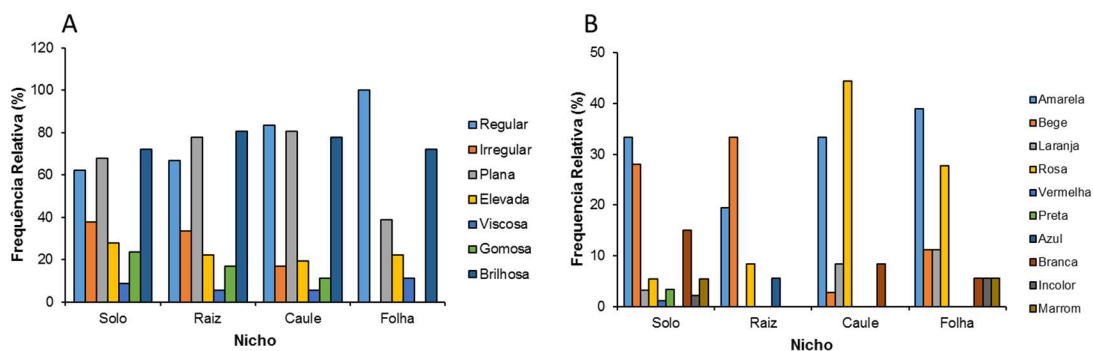 A
Frequência Relativa (%)
120
100
80
60
40
20
0
Solo
Raiz
Caule
Folha
Nicho
Regular
Irregular
Plana
Elevada
Viscosa
Gomosa
Brilhosa
B
Frequencia Relativa (%)
50
40
30
20
10
0
Solo
Raiz
Caule
Folha
Nicho
Amarela
Bege
Laranja
Rosa
Vermelha
Preta
Azul
Branca
Incolor
Marrom